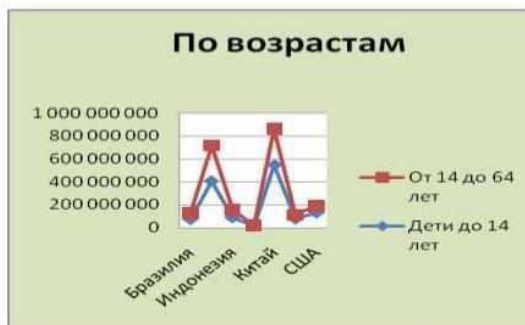 По возрастам
1 000 000 000
800 000 000
600 000 000
400 000 000
200 000 000
0
Бразилия
Индонезия
Китай
США
От 14 до 64
лет
Дети до 14
лет